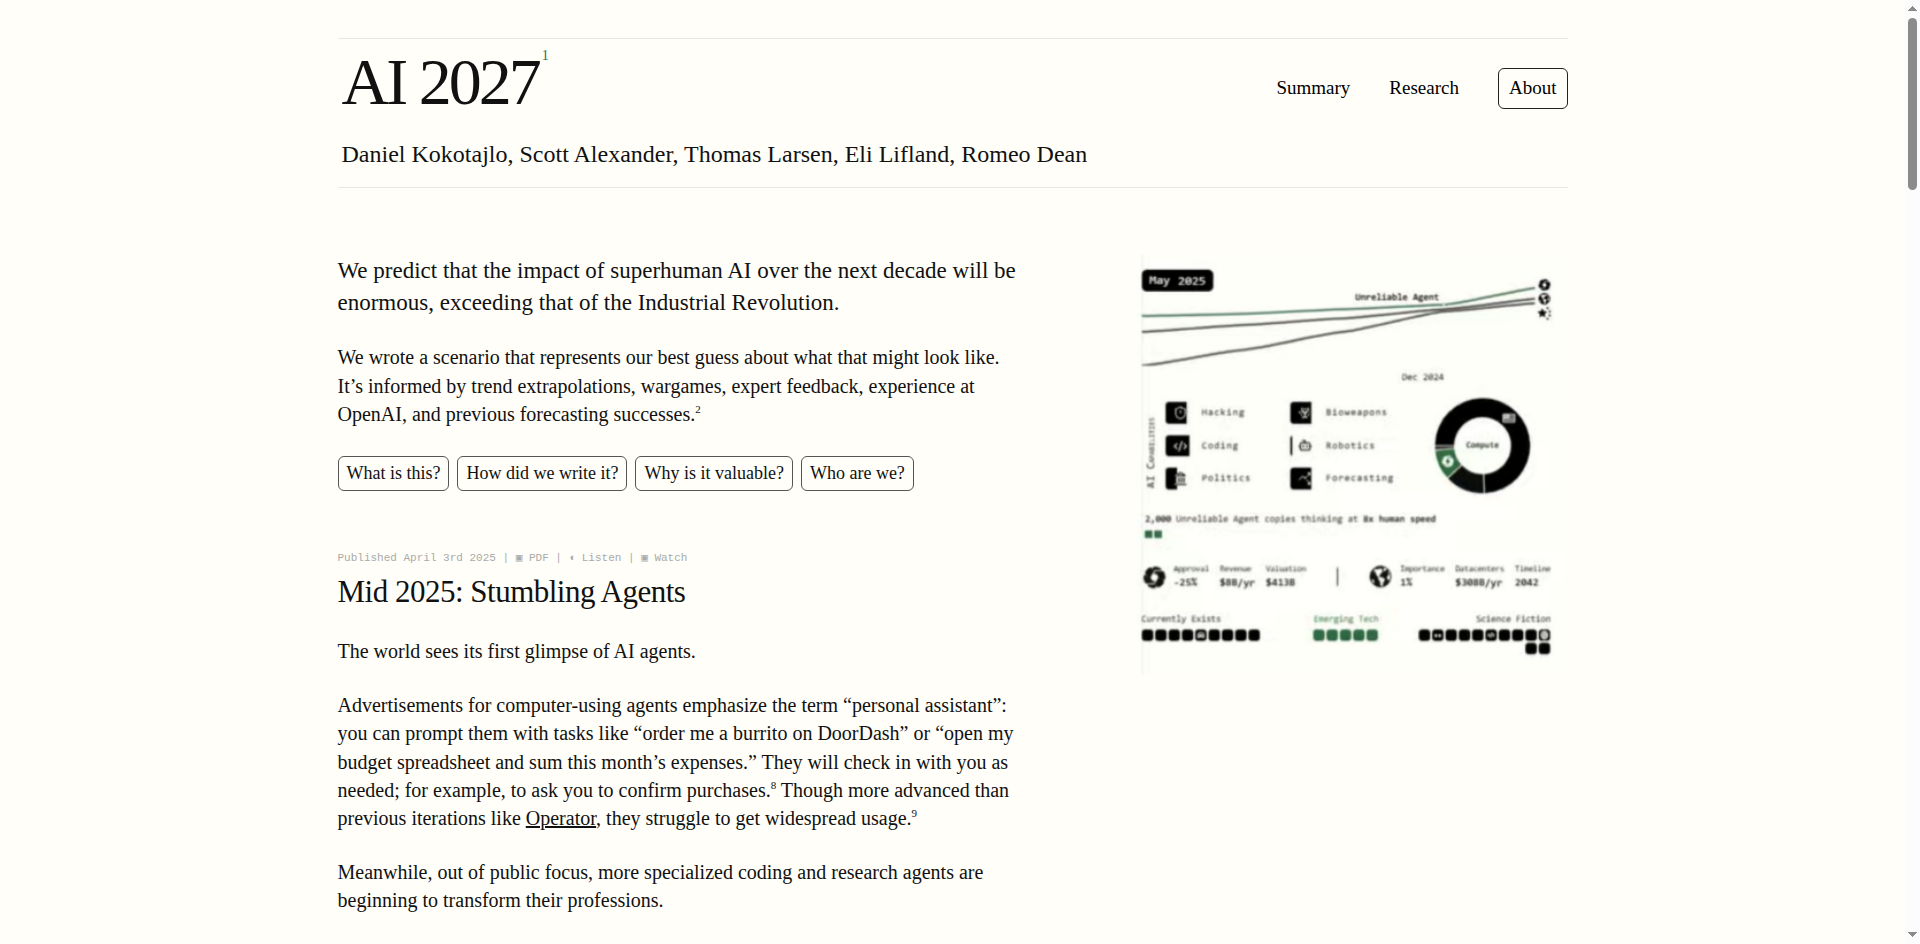 AI 2027 1
Summary
Research
About
Daniel Kokotajlo, Scott Alexander, Thomas Larsen, Eli Lifland, Romeo Dean
We predict that the impact of superhuman AI over the next decade will be
enormous, exceeding that of the Industrial Revolution.
We wrote a scenario that represents our best guess about what that might look like.
It’s informed by trend extrapolations, wargames, expert feedback, experience at
OpenAI, and previous forecasting successes.2
What is this?
How did we write it?
Why is it valuable?
Who are we?
Published April 3rd 2025 | PDF | Listen | Watch
Mid 2025: Stumbling Agents
The world sees its first glimpse of AI agents.
Advertisements for computer-using agents emphasize the term “personal assistant”:
you can prompt them with tasks like “order me a burrito on DoorDash” or “open my
budget spreadsheet and sum this month’s expenses.” They will check in with you as
needed; for example, to ask you to confirm purchases.8 Though more advanced than
previous iterations like Operator, they struggle to get widespread usage.9
Meanwhile, out of public focus, more specialized coding and research agents are
beginning to transform their professions.
May 2025
Unreliable Agent
Dec 2024
AI Capabilities
Hacking
Bioweapons
Coding
Robotics
Politics
Forecasting
Compute
2,000 Unreliable Agent copies thinking at 8x human speed
Approval Revenue Valuation
-25% $8B/yr $413B
Importance Datacenters Timeline
1% $308B/yr 2042
Currently Exists
Emerging Tech
Science Fiction